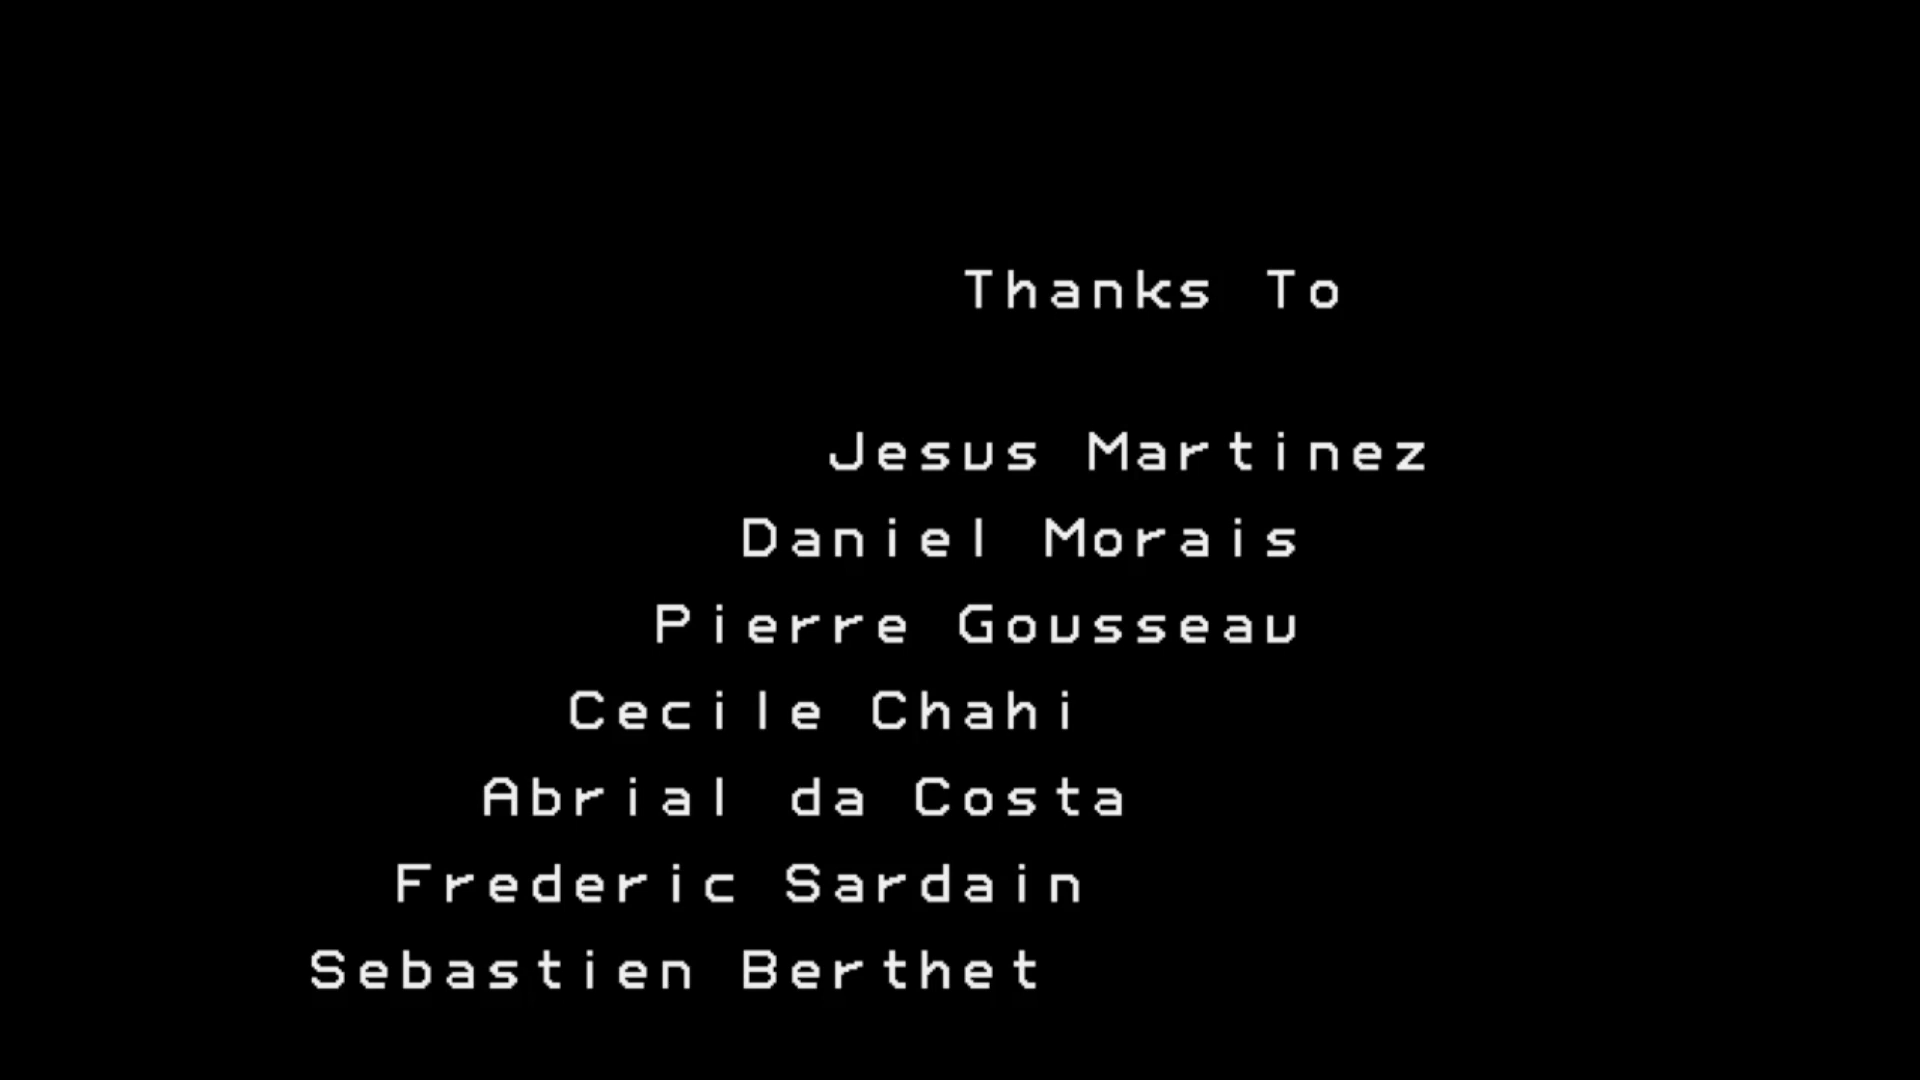 Thanks To
Jesus Martinez
Daniel Morais
Pierre Gousseau
Cecile Chahi
Abrial da Costa
Frederic Sardain
Sebastien Berthet